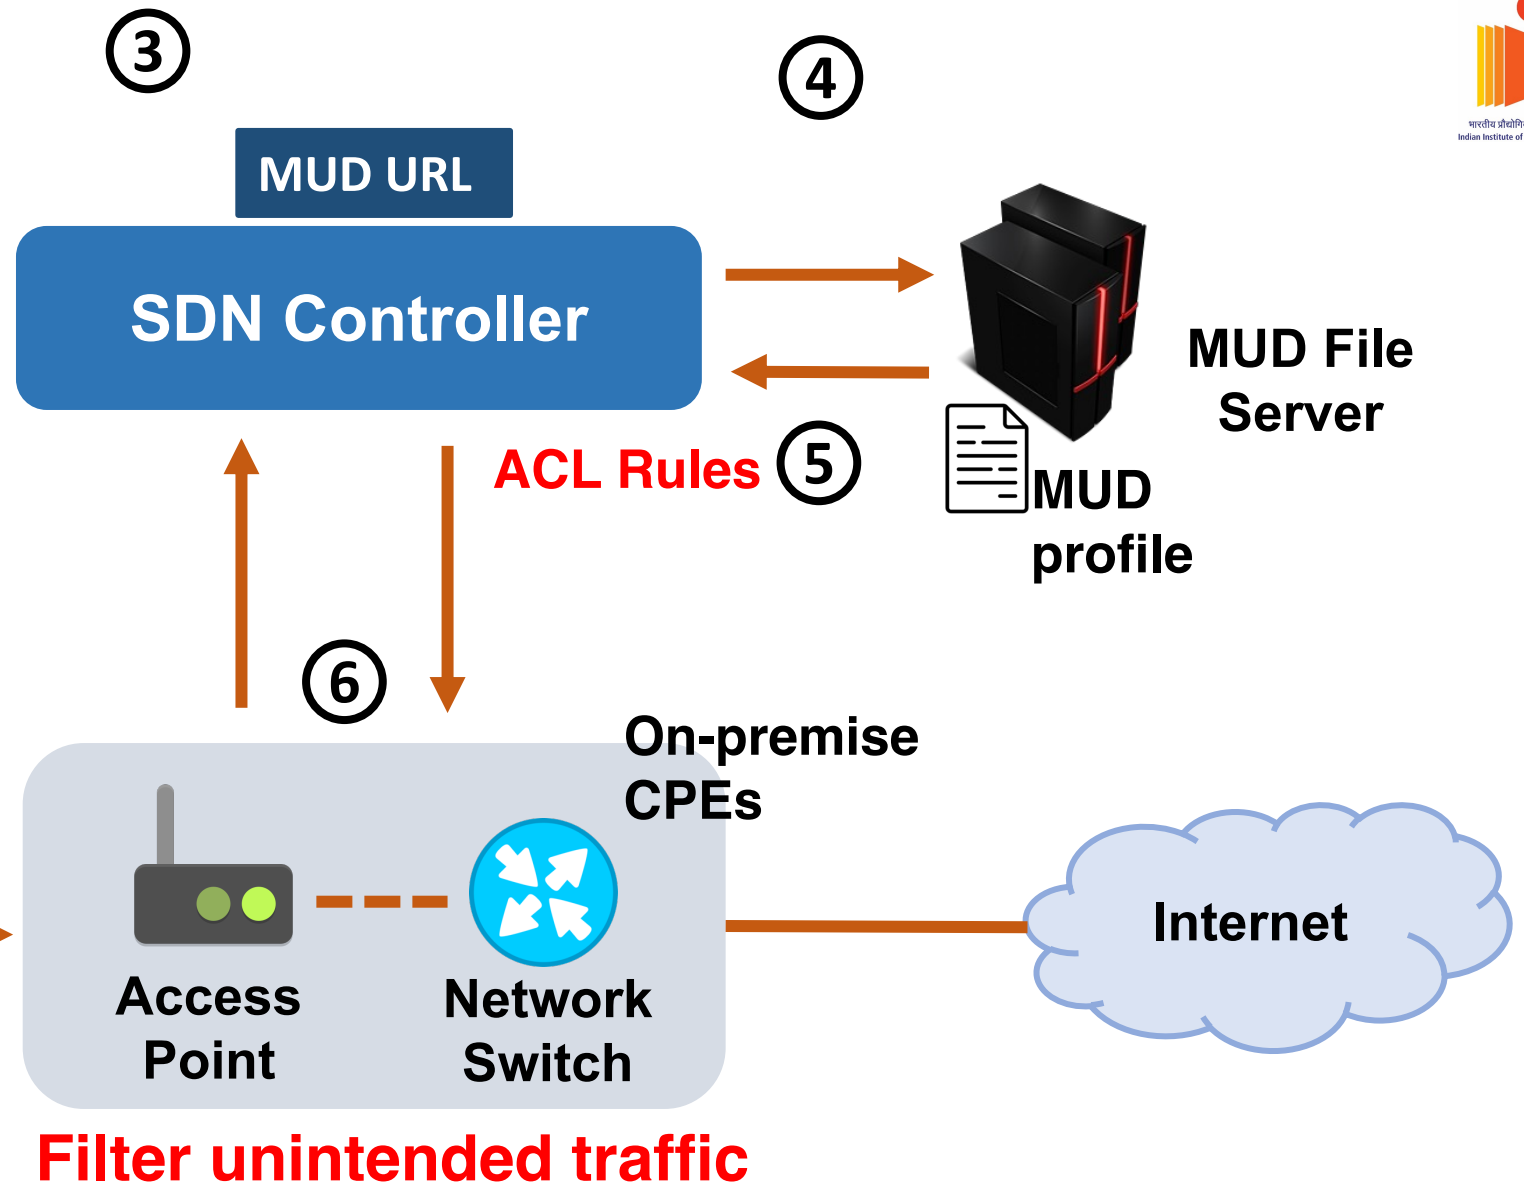 3
4
भारतीय
Indian Institute of
MUD URL
SDN Controller
MUD File
Server
ACL Rules
5
MUD
profile
6
On-premise
CPEs
Internet
Access
Point
Network
Switch
Filter unintended traffic